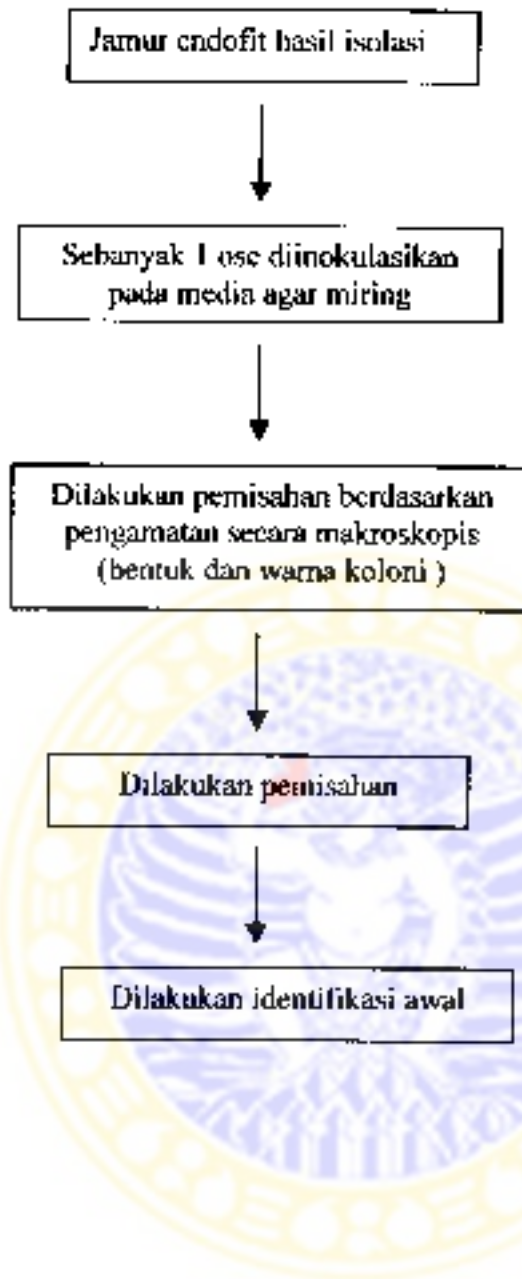 Jamur endofit hasil isolasi
Sebanyak 1 ose diinokulasikan
pada media agar miring
Dilakukan pemisahan berdasarkan
pengamatan secara makroskopis
(bentuk dan warna koloni )
Dilakukan pemisahan
Dilakukan identifikasi awal